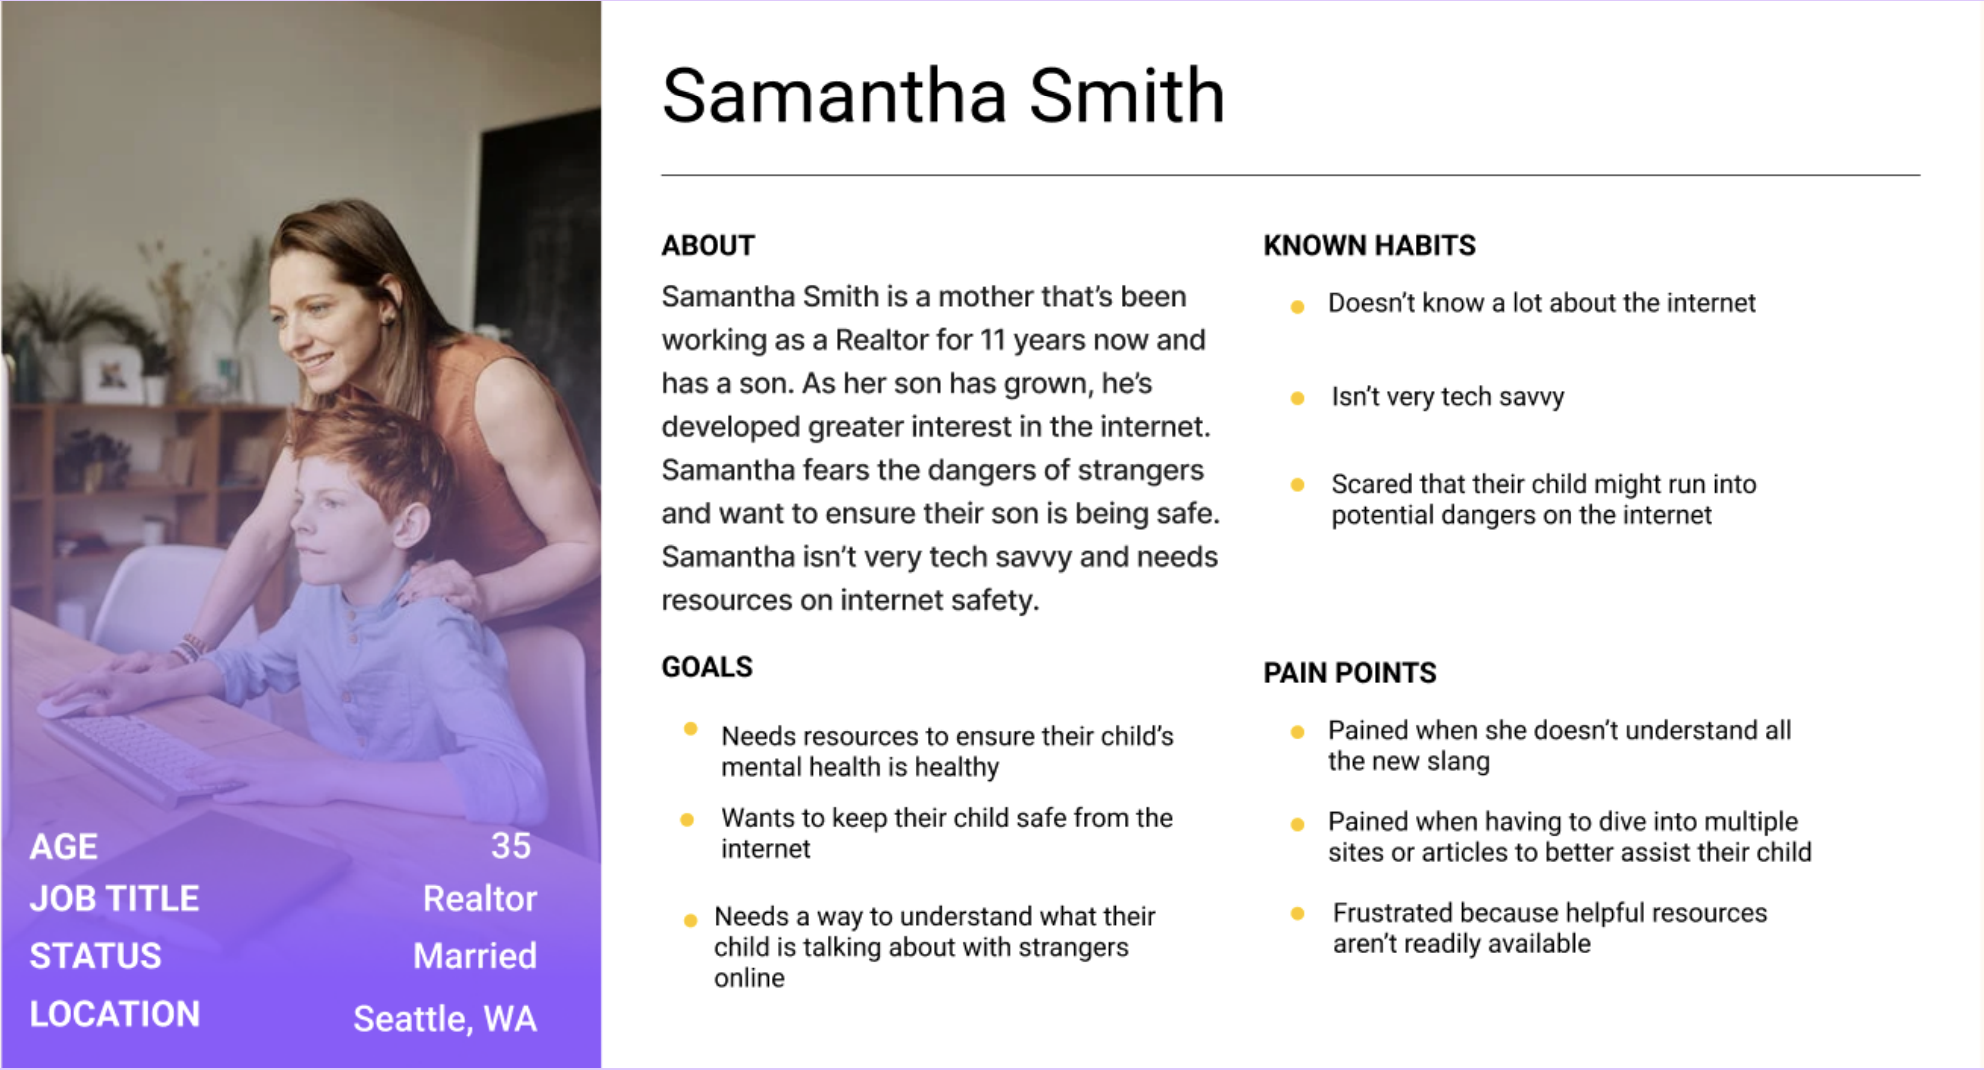 Samantha Smith
ABOUT
Samantha Smith is a mother that's been
working as a Realtor for 11 years now and
has a son. As her son has grown, he's
developed greater interest in the internet.
Samantha fears the dangers of strangers
and want to ensure their son is being safe.
Samantha isn't very tech savvy and needs
resources on internet safety.
KNOWN HABITS
Doesn't know a lot about the internet
Isn't very tech savvy
Scared that their child might run into
potential dangers on the internet
GOALS
Needs resources to ensure their child's
mental health is healthy
Wants to keep their child safe from the
internet
Needs a way to understand what their
child is talking about with strangers
online
PAIN POINTS
Pained when she doesn't understand all
the new slang
Pained when having to dive into multiple
sites or articles to better assist their child
Frustrated because helpful resources
aren't readily available
AGE 35
JOB TITLE Realtor
STATUS Married
LOCATION Seattle, WA